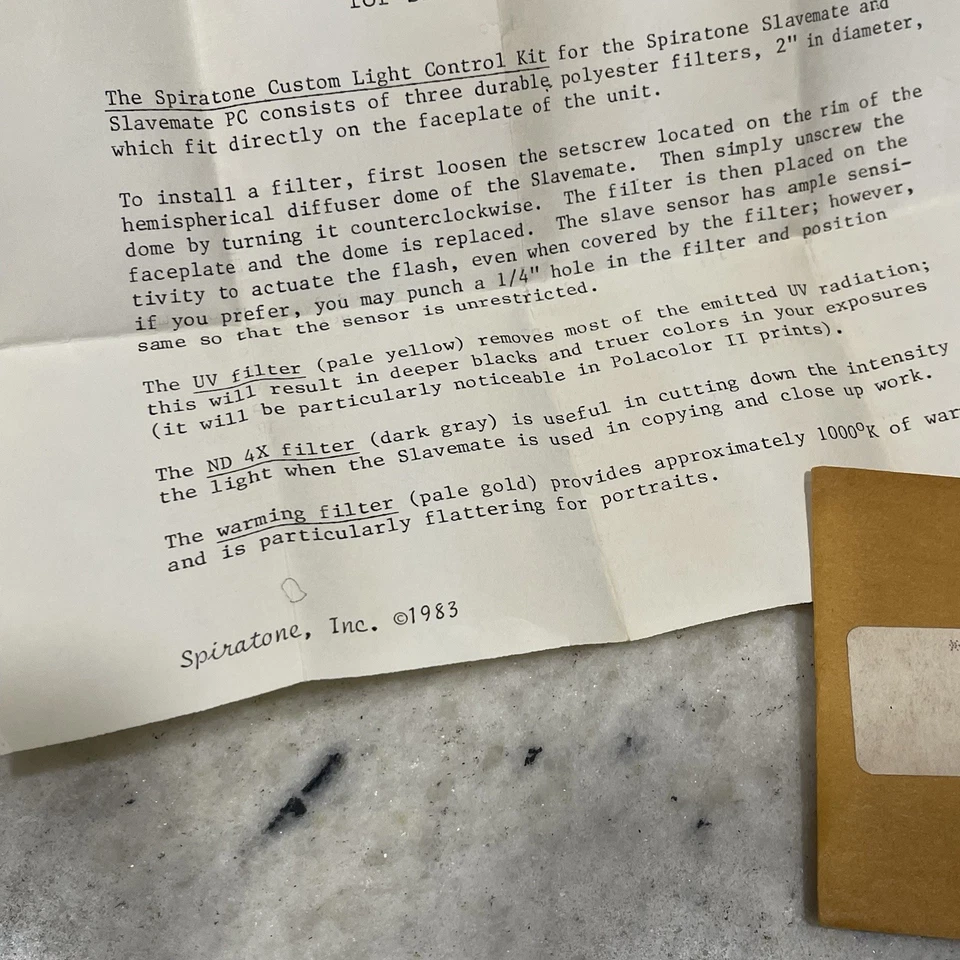 The Spiratone Custom Light Control Kit for the Spiratone Slavemate and
Slavemate PC consists of three durable polyester filters, 2" in diameter,
which fit directly on the faceplate of the unit.
To install a filter, first loosen the setscrew located on the rim of the
hemispherical diffuser dome of the Slavemate. Then simply unscrew the
dome by turning it counterclockwise. The filter is then placed on the
faceplate and the dome is replaced. The slave sensor has ample sensi-
tivity to actuate the flash, even when covered by the filter; however,
if you prefer, you may punch a 1/4" hole in the filter and position
same so that the sensor is unrestricted.
The UV filter (pale yellow) removes most of the emitted UV radiation;
this will result in deeper blacks and truer colors in your exposures
(it will be particularly noticeable in Polacolor II prints).
The ND 4X filter (dark gray) is useful in cutting down the intensity
the light when the Slavemate is used in copying and close up work.
The warming filter (pale gold) provides approximately 1000°K of
and is particularly flattering for portraits.
Spiratone, Inc. ©1983